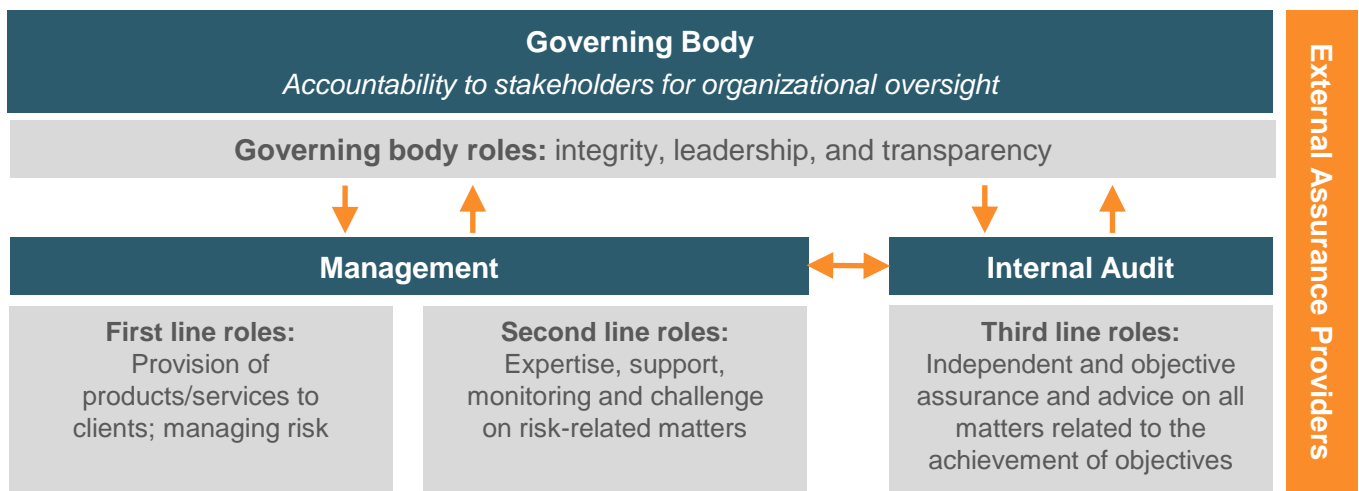 Governing Body
Accountability to stakeholders for organizational oversight
Governing body roles: integrity, leadership, and transparency
Management
Internal Audit
First line roles:
Provision of
products/services to
clients; managing risk
Second line roles:
Expertise, support,
monitoring and challenge
on risk-related matters
Third line roles:
Independent and objective
assurance and advice on all
matters related to the
achievement of objectives
External Assurance Providers